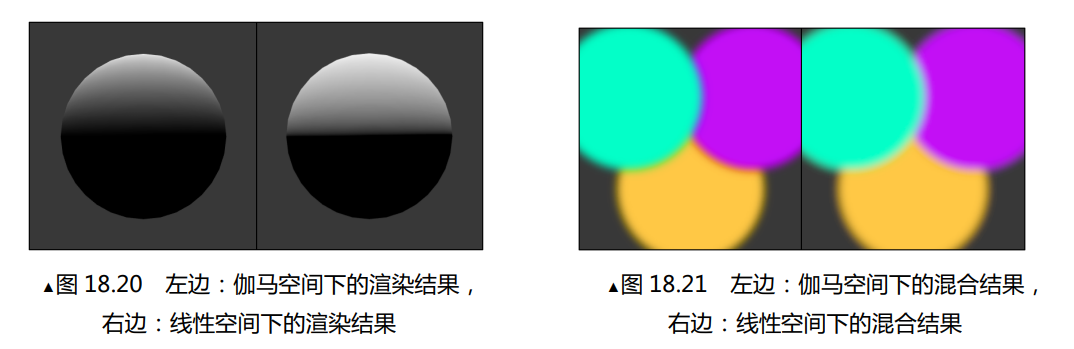 ▲图 18.20 左边：伽马空间下的渲染结果，
右边：线性空间下的渲染结果
▲图 18.21 左边：伽马空间下的混合结果，
右边：线性空间下的混合结果